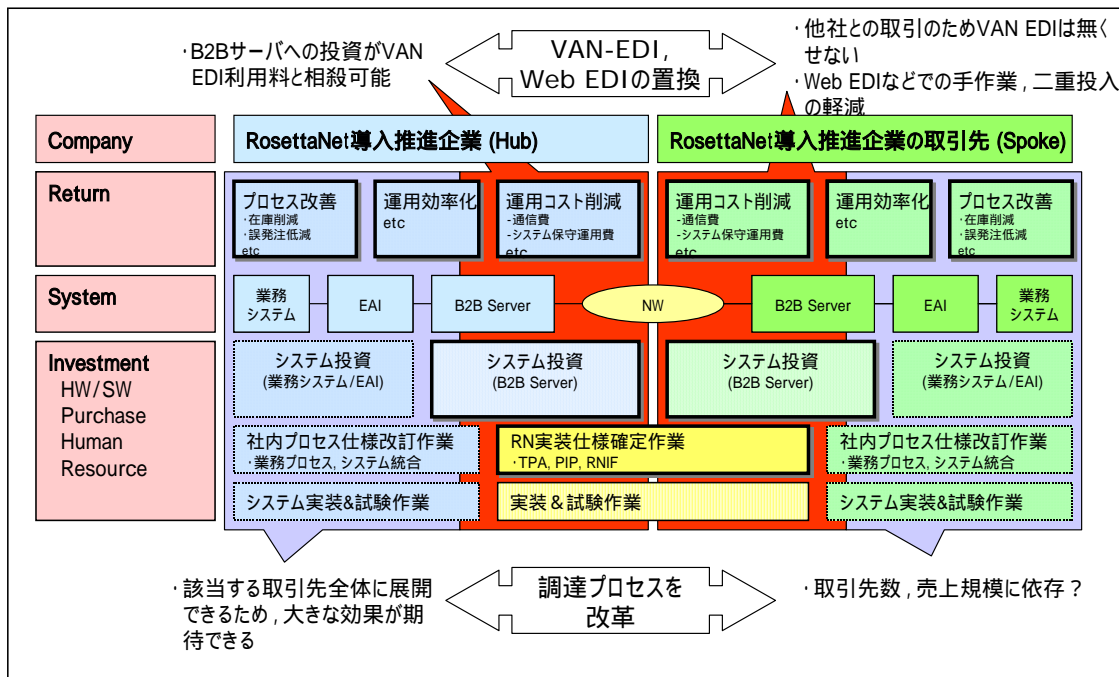 ・B2Bサーバへの投資がVAN
EDI利用料と相殺可能
VAN-EDI,
Web EDIの置換
・他社との取引のためVAN EDIは無く
せない
・Web EDIなどでの手作業,二重投入
の軽減
Company
RosettaNet導入推進企業 (Hub)
RosettaNet導入推進企業の取引先 (Spoke)
Return
プロセス改善
・在庫削減
・誤発注低減
etc
運用効率化
etc
運用コスト削減
-通信費
-システム保守運用費
etc
運用コスト削減
-通信費
-システム保守運用費
etc
運用効率化
etc
プロセス改善
・在庫削減
・誤発注低減
etc
System
業務
システム
EAI
B2B Server
NW
B2B Server
EAI
業務
システム
Investment
HW/SW
Purchase
Human
Resource
システム投資
(業務システム/EAI)
システム投資
(B2B Server)
システム投資
(B2B Server)
システム投資
(業務システム/EAI)
社内プロセス仕様改訂作業
・業務プロセス,システム統合
RN実装仕様確定作業
・TPA, PIP, RNIF
社内プロセス仕様改訂作業
・業務プロセス,システム統合
システム実装&試験作業
実装&試験作業
システム実装&試験作業
・該当する取引先全体に展開
できるため,大きな効果が期
待できる
調達プロセスを
改革
・取引先数,売上規模に依存?